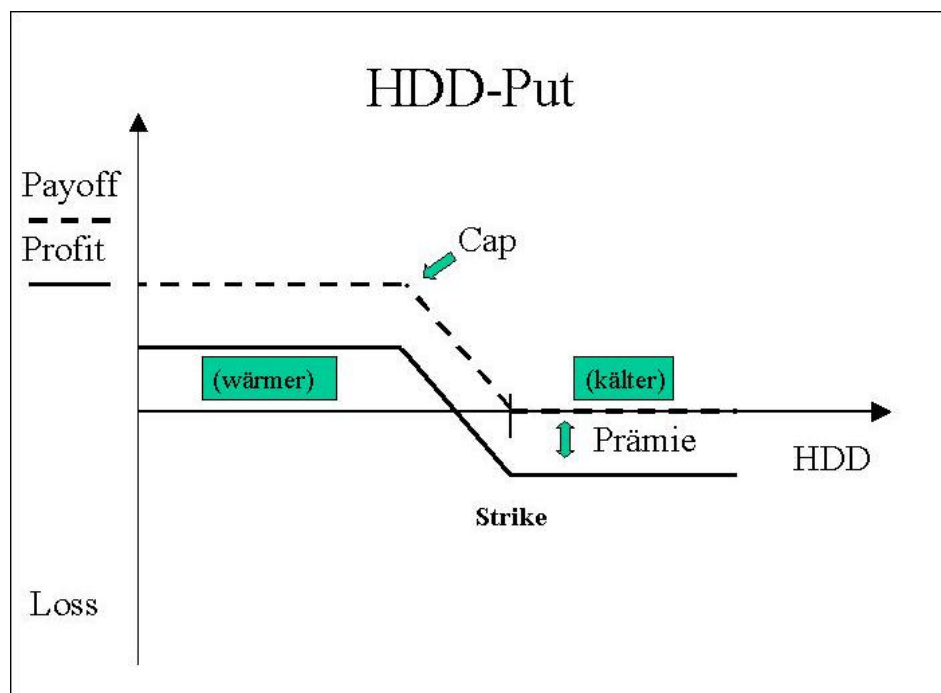 HDD-Put
Payoff
Profit
Cap
(wärmer)
(kälter)
Prämie
HDD
Strike
Loss